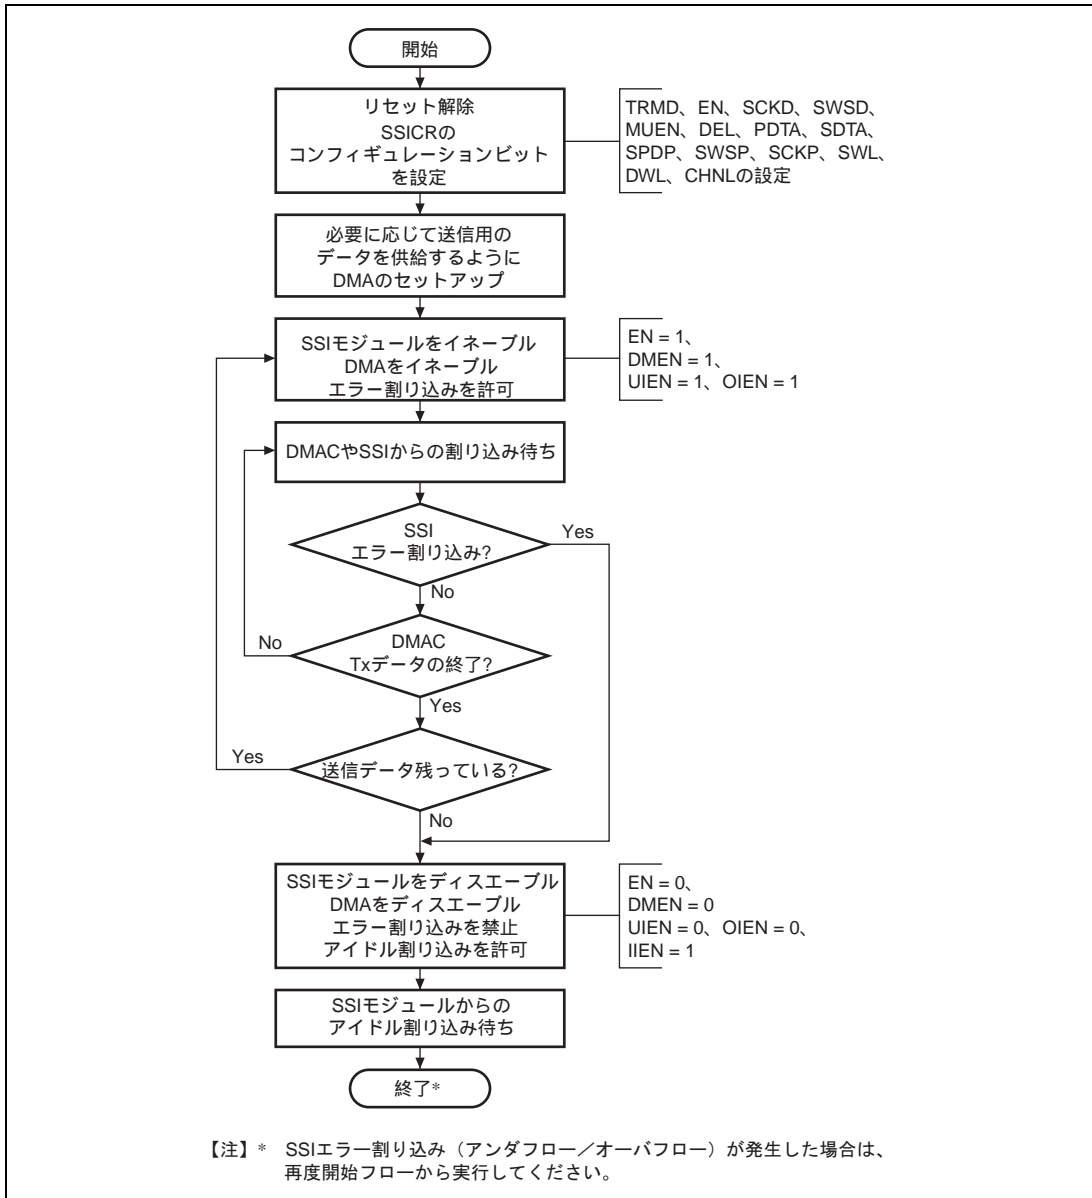 開始
リセット解除
SSICRの
コンフィギュレーションビット
を設定
TRMD、EN、SCKD、SWSD、
MUEN、DEL、PDTA、SDTA、
SPDP、SWSP、SCKP、SWL、
DWL、CHNLの設定
必要に応じて送信用の
データを供給するように
DMAのセットアップ
SSIモジュールをイネーブル
DMAをイネーブル
エラー割り込みを許可
EN = 1、
DMEN = 1、
UIEN = 1、OIEN = 1
DMACやSSIからの割り込み待ち
SSI
エラー割り込み?
Yes
No
DMAC
Txデータの終了?
No
Yes
送信データ残っている?
Yes
No
SSIモジュールをディスエーブル
DMAをディスエーブル
エラー割り込みを禁止
アイドル割り込みを許可
EN = 0、
DMEN = 0
UIEN = 0、OIEN = 0、
IIEN = 1
SSIモジュールからの
アイドル割り込み待ち
終了*
【注】* SSIエラー割り込み（アンダフロー／オーバフロー）が発生した場合は、
再度開始フローから実行してください。